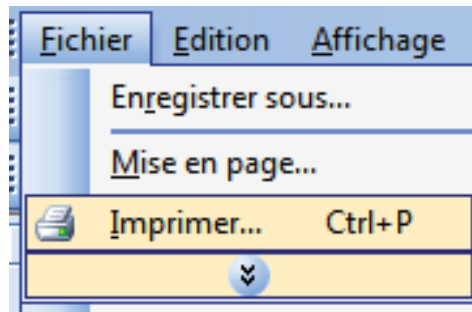 Fichier Edition Affichage
Enregistrer sous...
Mise en page...
Imprimer... Ctrl+P